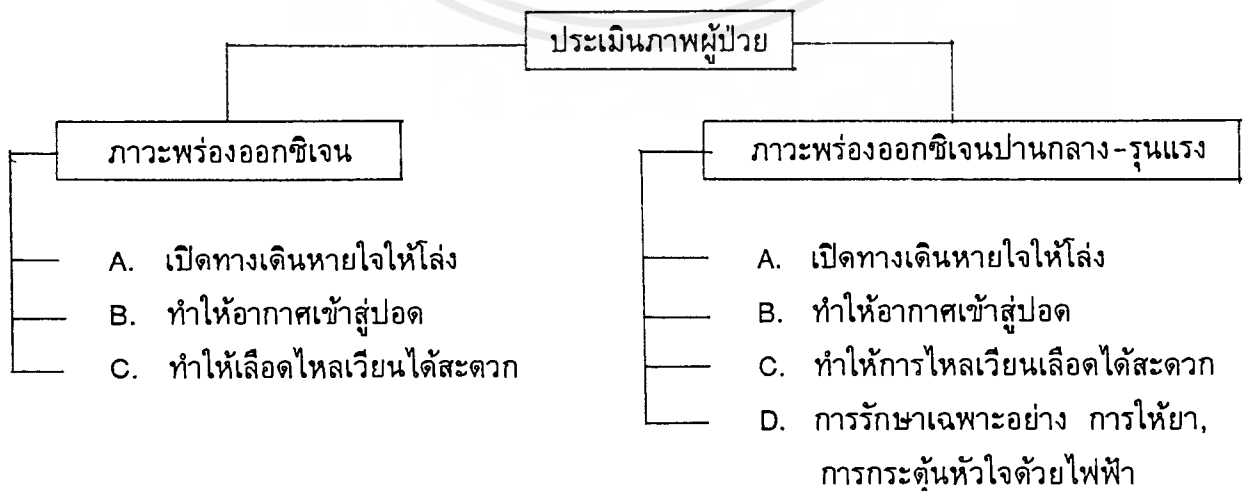 ประเมินภาพผู้ป่วย
ภาวะพร่องออกซิเจน
A. เปิดทางเดินหายใจให้โล่ง
B. ทำให้อากาศเข้าสู่ปอด
C. ทำให้เลือดไหลเวียนได้สะดวก
ภาวะพร่องออกซิเจนปานกลาง-รุนแรง
A. เปิดทางเดินหายใจให้โล่ง
B. ทำให้อากาศเข้าสู่ปอด
C. ทำให้การไหลเวียนเลือดได้สะดวก
D. การรักษาเฉพาะอย่าง การให้ยา,
การกระตุ้นหัวใจด้วยไฟฟ้า